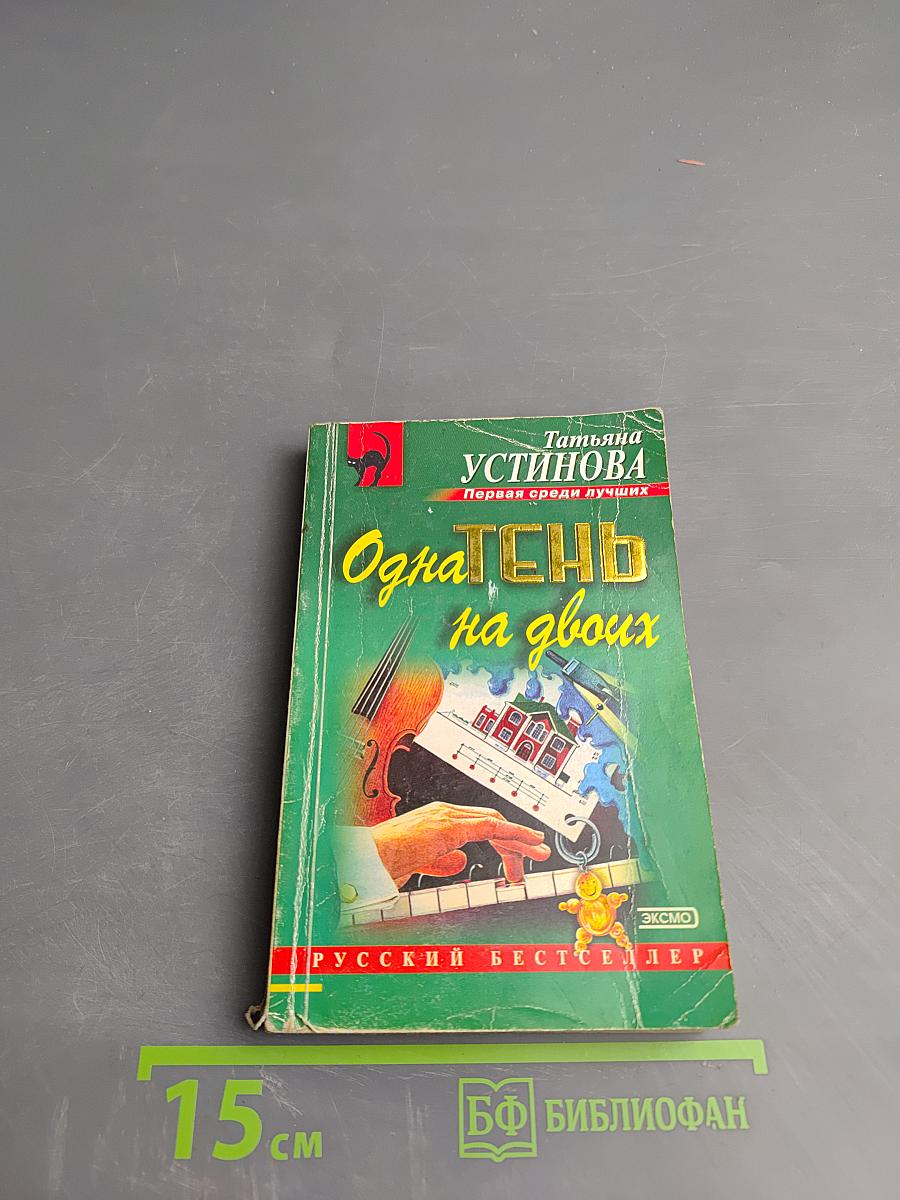 Татьяна
УСТИНОВА
Первая среди лучших
Одна ТЕНЬ
на двоих
ЭКСМО
РУССКИЙ БЕСТСЕЛЛЕР
15 см
БФ БИБЛИОФАН